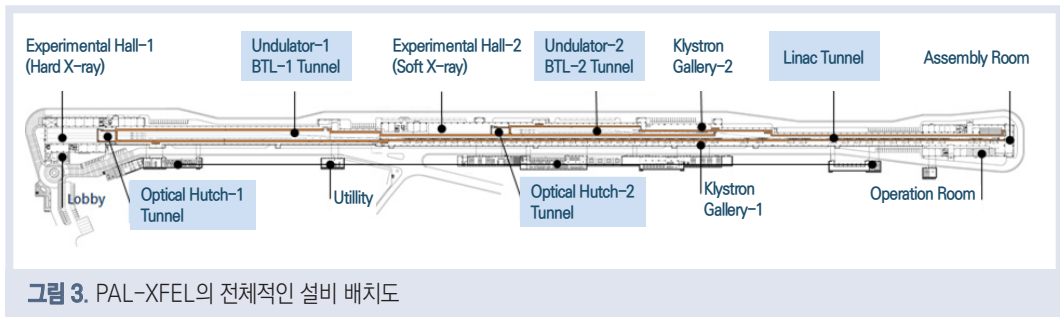 Experimental Hall-1
(Hard X-ray)
Undulator-1
BTL-1 Tunnel
Experimental Hall-2
(Soft X-ray)
Undulator-2
BTL-2 Tunnel
Klystron
Gallery-2
Linac Tunnel
Assembly Room
Lobby
Optical Hutch-1
Tunnel
Utillity
Optical Hutch-2
Tunnel
Klystron
Gallery-1
Operation Room
그림 3. PAL-XFEL의 전체적인 설비 배치도